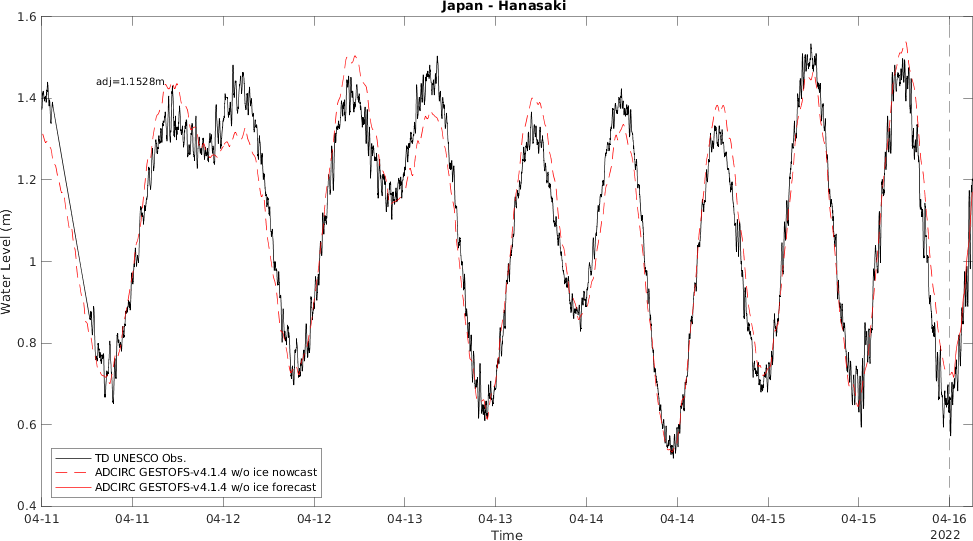 Japan - Hanasaki
1.6
1.4
1.2
1
0.8
0.6
0.4
Water Level (m)
adj=1.1528m
TD UNESCO Obs.
ADCIRC GESTOFS-v4.1.4 w/o ice nowcast
ADCIRC GESTOFS-v4.1.4 w/o ice forecast
04-11 04-11 04-12 04-12 04-13 04-13 04-14 04-14 04-15 04-15 04-16
Time
2022